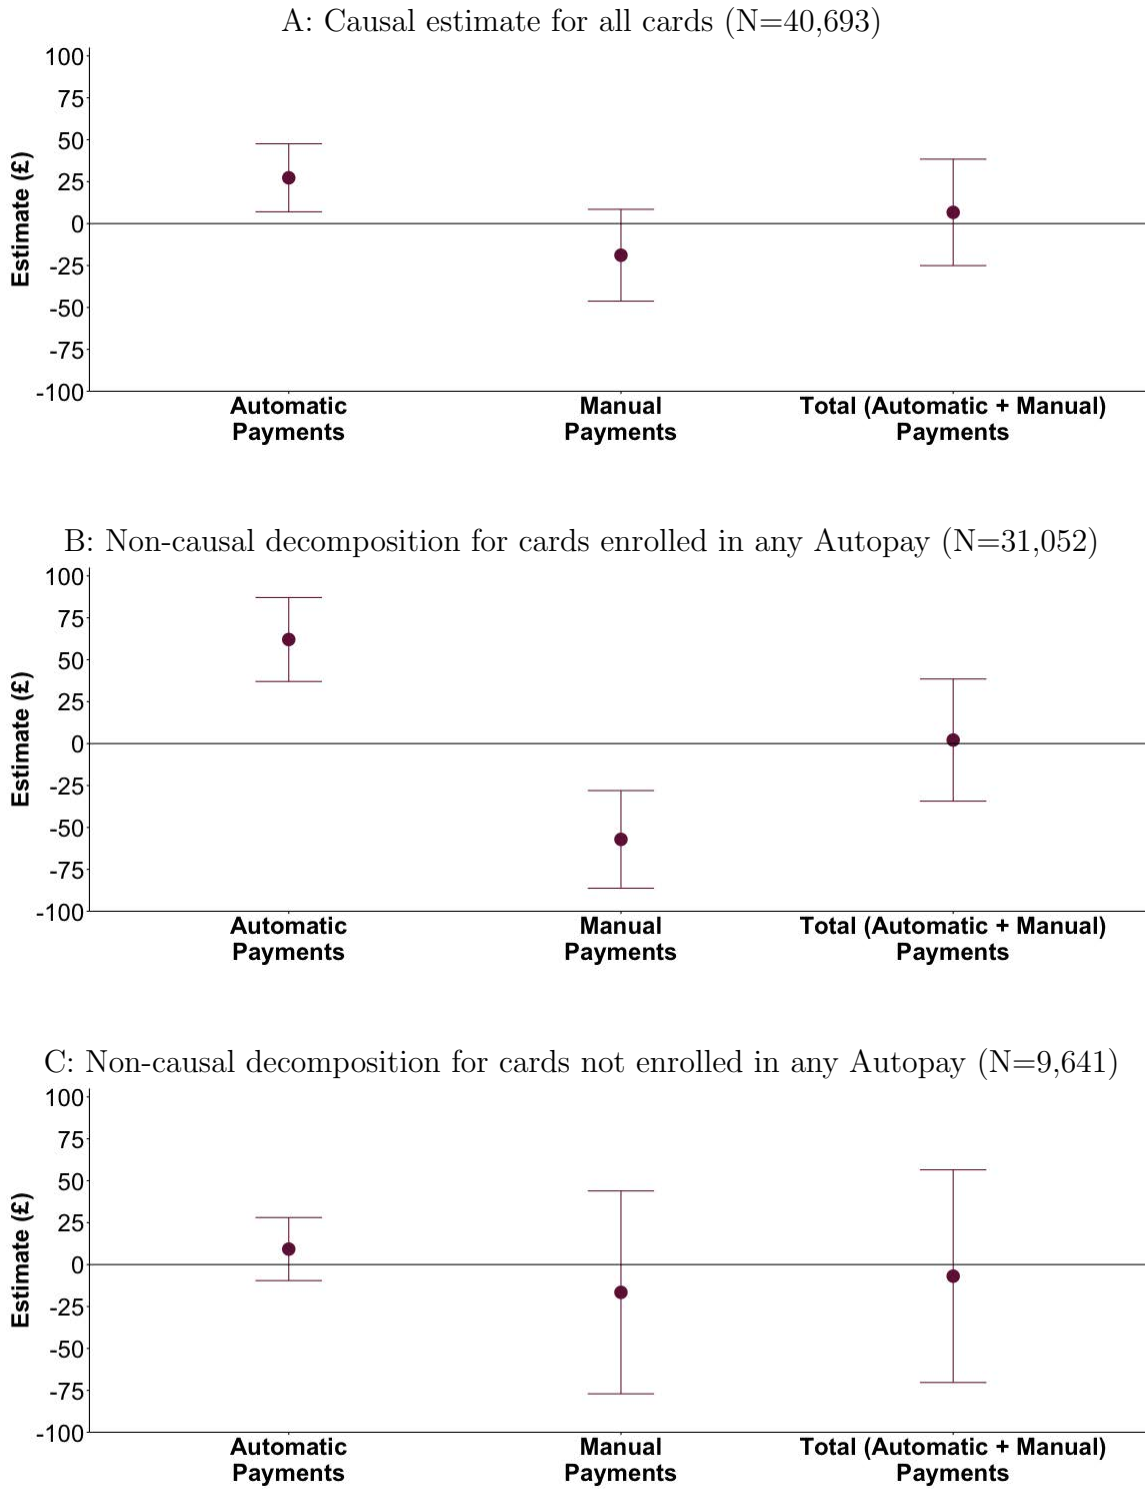 A: Causal estimate for all cards (N=40,693)
100
75
50
25
0
-25
-50
-75
-100
Estimate (£)
Automatic
Payments
Manual
Payments
Total (Automatic + Manual)
Payments
B: Non-causal decomposition for cards enrolled in any Autopay (N=31,052)
100
75
50
25
0
-25
-50
-75
-100
Estimate (£)
Automatic
Payments
Manual
Payments
Total (Automatic + Manual)
Payments
C: Non-causal decomposition for cards not enrolled in any Autopay (N=9,641)
100
75
50
25
0
-25
-50
-75
-100
Estimate (£)
Automatic
Payments
Manual
Payments
Total (Automatic + Manual)
Payments